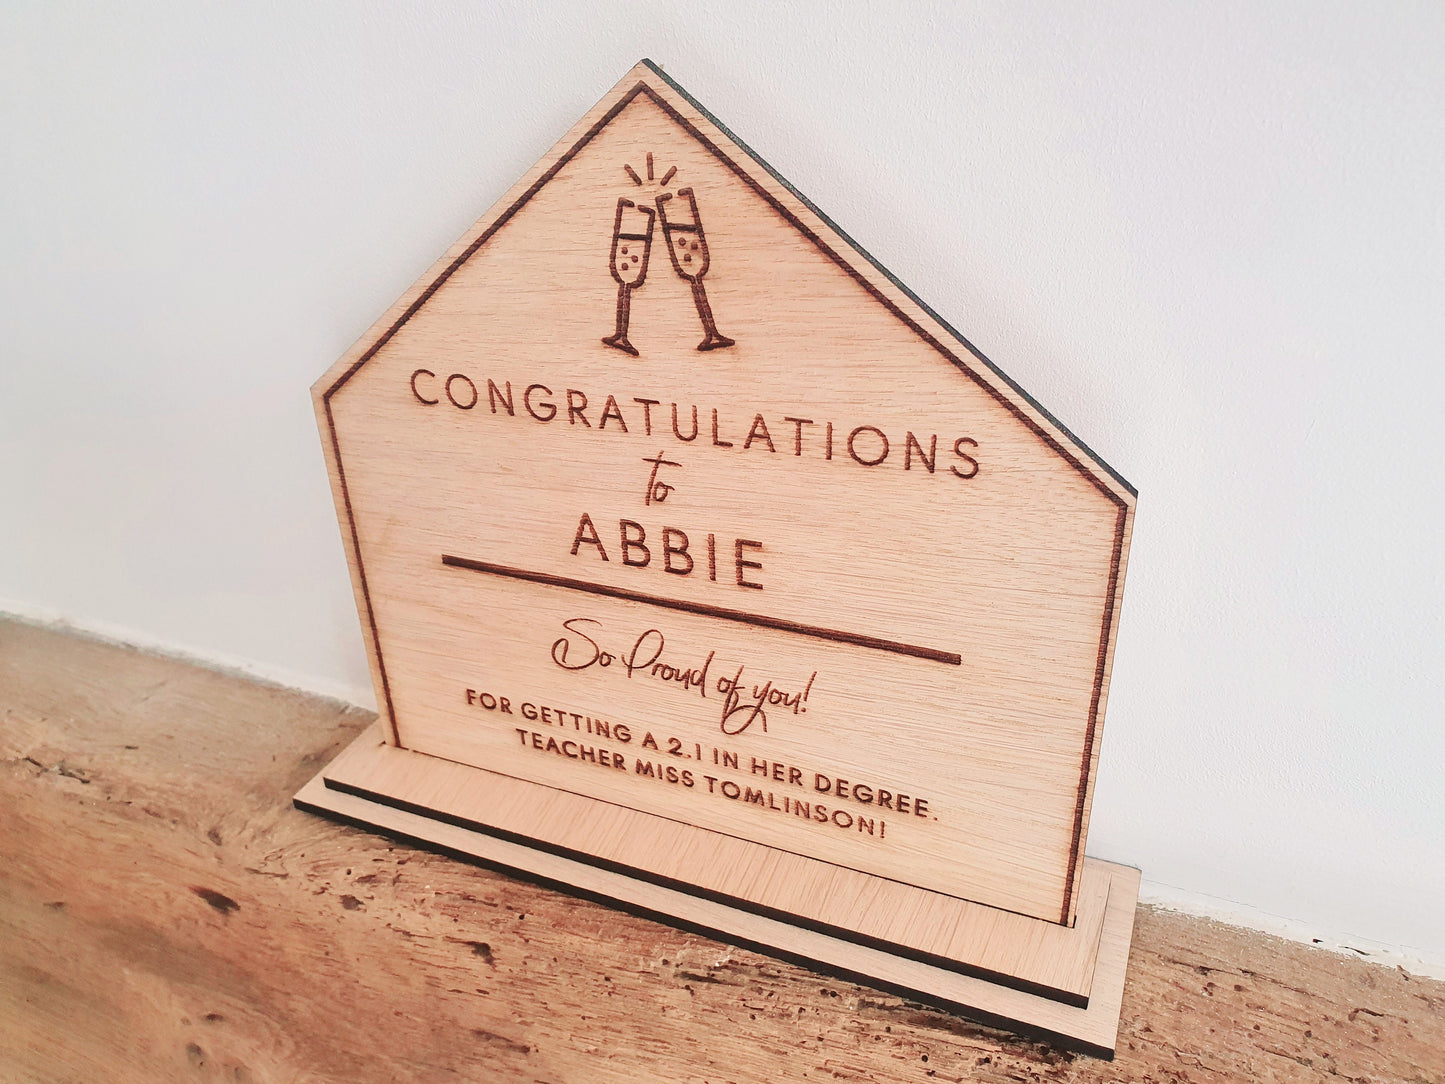 CONGRATULATIONS
to
ABBIE
So Proud of you!
FOR GETTING A 2.1 IN HER DEGREE.
TEACHER MISS TOMLINSON!